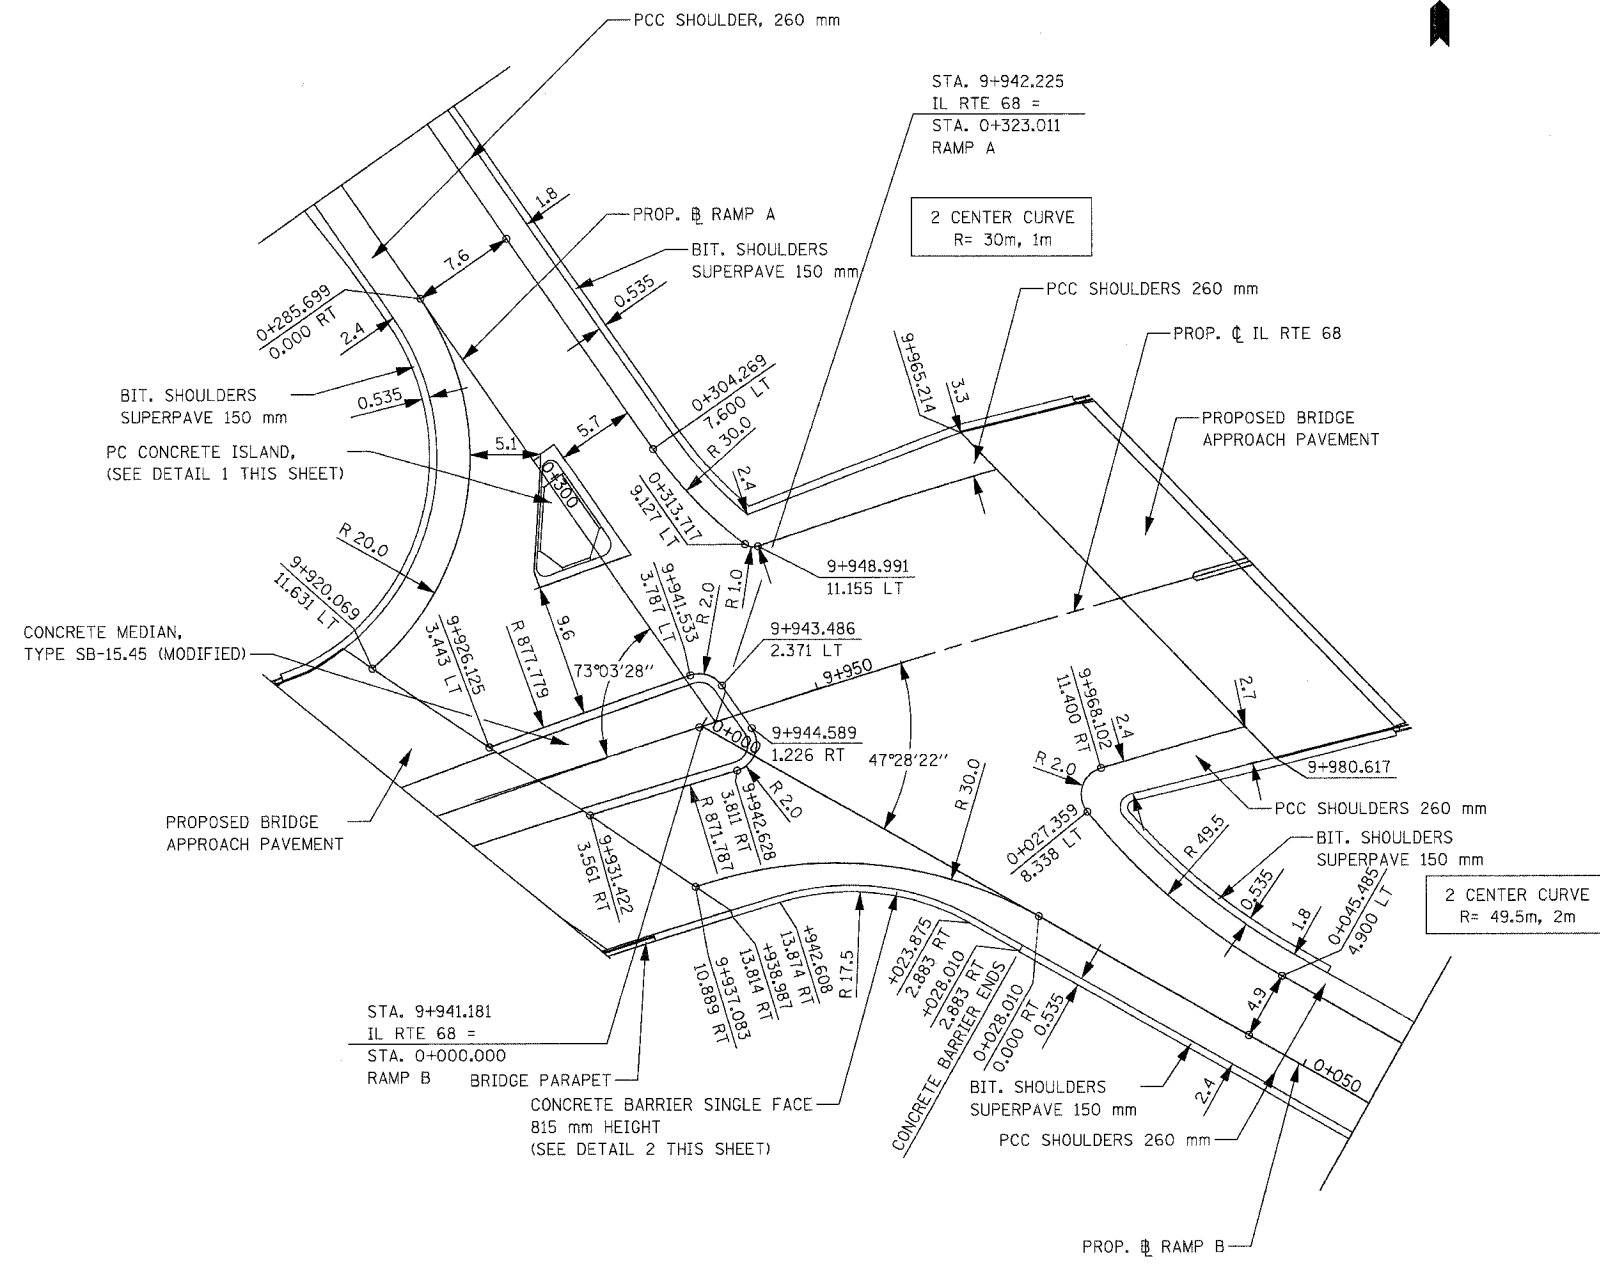 PCC SHOULDER, 260 mm
STA. 9+942.225
IL RTE 68 =
STA. 0+323.011
RAMP A
1.8
PROP. ℄ RAMP A
2 CENTER CURVE
R= 30m, 1m
7.6
BIT. SHOULDERS
SUPERPAVE 150 mm
0.535
PCC SHOULDERS 260 mm
0+285.699
0.000 RT
2.4
PROP. ℄ IL RTE 68
9+965.214
3.3
0+304.269
7.600 LT
R 30.0
BIT. SHOULDERS
SUPERPAVE 150 mm
0.535
5.7
PROPOSED BRIDGE
APPROACH PAVEMENT
PC CONCRETE ISLAND,
(SEE DETAIL 1 THIS SHEET)
5.1
0+300
2.4
0+313.717
9.127 LT
R 20.0
9+948.991
11.155 LT
9+920.069
11.631 LT
9+941.533
3.787 LT
R 2.0
R 1.0
CONCRETE MEDIAN,
TYPE SB-15.45 (MODIFIED)
9+926.125
3.443 LT
R 877.779
9.6
73°03'28''
9+943.486
2.371 LT
9+950
9+968.102
11.400 RT
2.4
2.7
0+000
9+944.589
1.226 RT
47°28'22''
R 30.0
R 2.0
9+980.617
R 2.0
9+942.628
3.811 RT
R 871.787
PCC SHOULDERS 260 mm
PROPOSED BRIDGE
APPROACH PAVEMENT
0+027.359
8.338 LT
R 49.5
BIT. SHOULDERS
SUPERPAVE 150 mm
9+931.422
3.561 RT
0.535
1.8
0+045.485
4.900 LT
2 CENTER CURVE
R= 49.5m, 2m
+942.608
13.874 RT
+938.987
13.814 RT
9+937.083
10.889 RT
R 17.5
+023.875
2.883 RT
+028.010
2.883 RT
CONCRETE BARRIER ENDS
0+028.010
0.000 RT
0.535
4.9
STA. 9+941.181
IL RTE 68 =
STA. 0+000.000
RAMP B
BRIDGE PARAPET
0+050
CONCRETE BARRIER SINGLE FACE
815 mm HEIGHT
(SEE DETAIL 2 THIS SHEET)
BIT. SHOULDERS
SUPERPAVE 150 mm
2.4
PCC SHOULDERS 260 mm
PROP. ℄ RAMP B